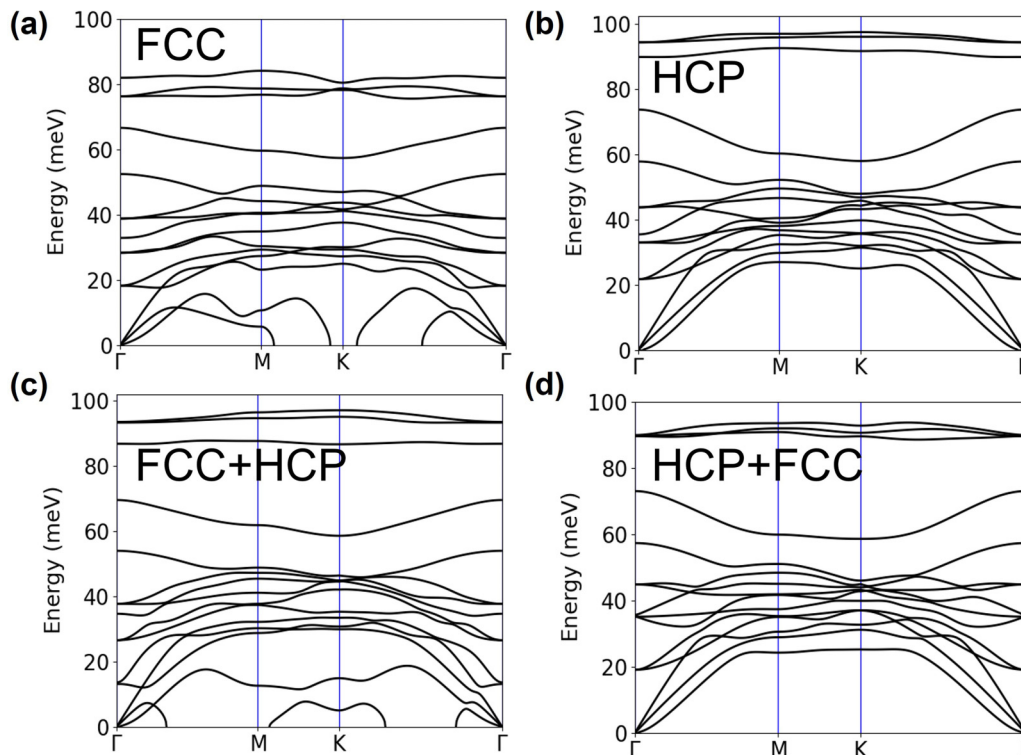 (a)
FCC
Energy (meV)
100
80
60
40
20
0
Γ
M
K
Γ
(b)
HCP
Energy (meV)
100
80
60
40
20
0
Γ
M
K
(c)
FCC+HCP
Energy (meV)
100
80
60
40
20
0
Γ
M
K
Γ
(d)
HCP+FCC
Energy (meV)
100
80
60
40
20
0
Γ
M
K